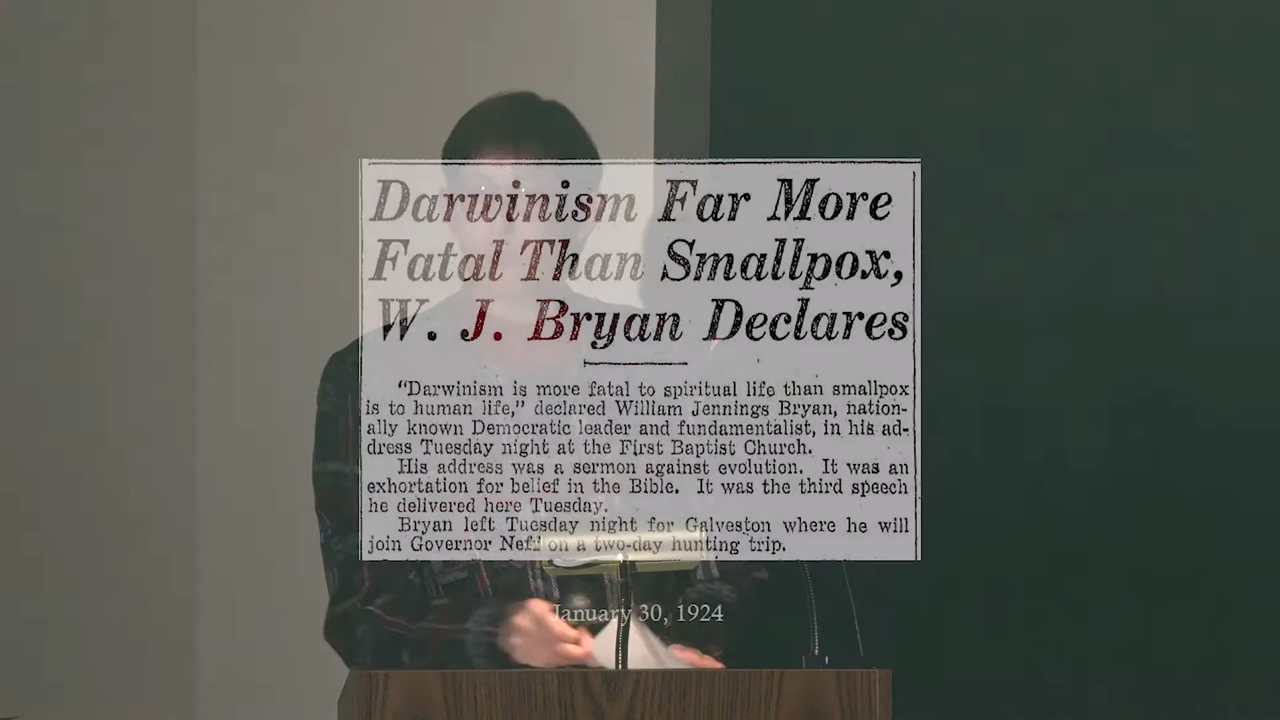 Darwinism Far More
Fatal Than Smallpox,
W. J. Bryan Declares
“Darwinism is more fatal to spiritual life than smallpox
is to human life,” declared William Jennings Bryan, nation-
ally known Democratic leader and fundamentalist, in his ad-
dress Tuesday night at the First Baptist Church.
His address was a sermon against evolution. It was an
exhortation for belief in the Bible. It was the third speech
he delivered here Tuesday.
Bryan left Tuesday night for Galveston where he will
join Governor Neff on a two-day hunting trip.
January 30, 1924